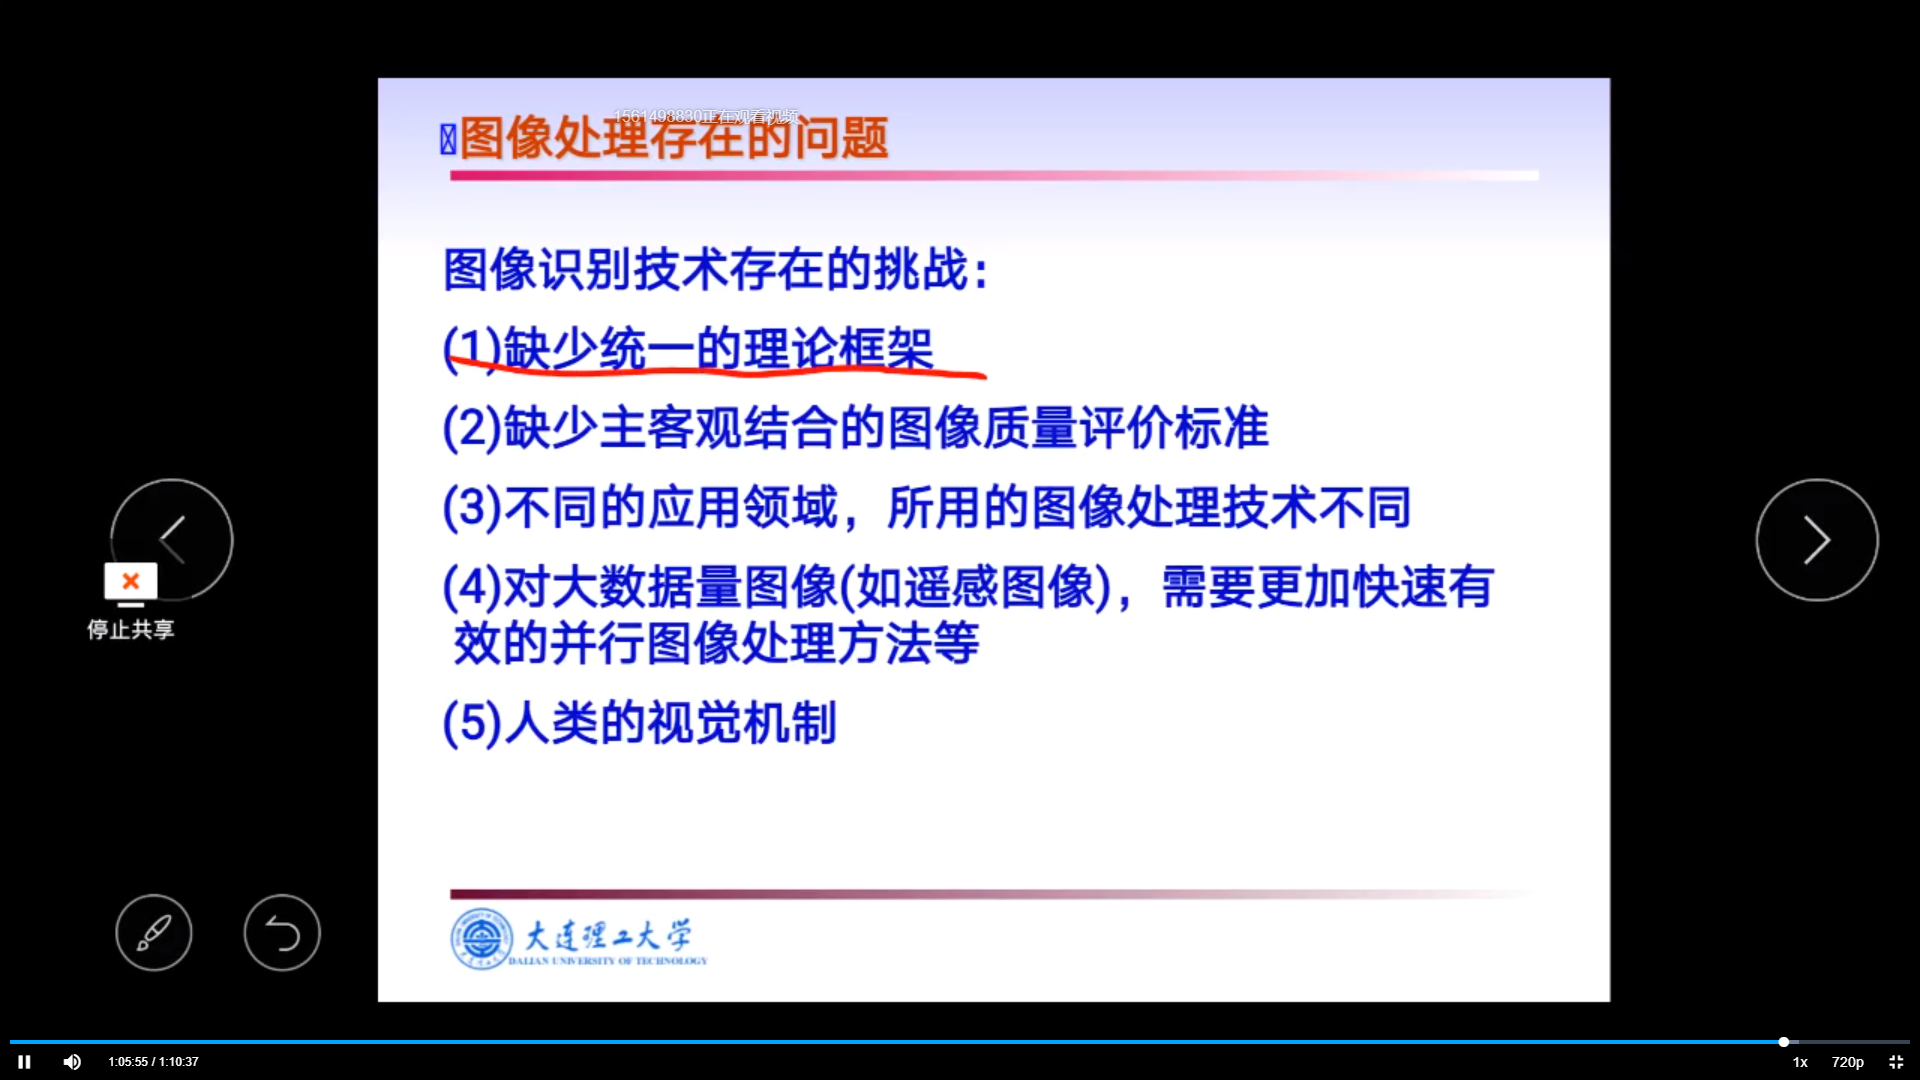 1561493830正在观看视频
图像处理存在的问题
图像识别技术存在的挑战：
(1)缺少统一的理论框架
(2)缺少主客观结合的图像质量评价标准
(3)不同的应用领域，所用的图像处理技术不同
(4)对大数据量图像(如遥感图像)，需要更加快速有
效的并行图像处理方法等
(5)人类的视觉机制
停止共享
大连理工大学
DALIAN UNIVERSITY OF TECHNOLOGY
1:05:55 / 1:10:37
1x
720p